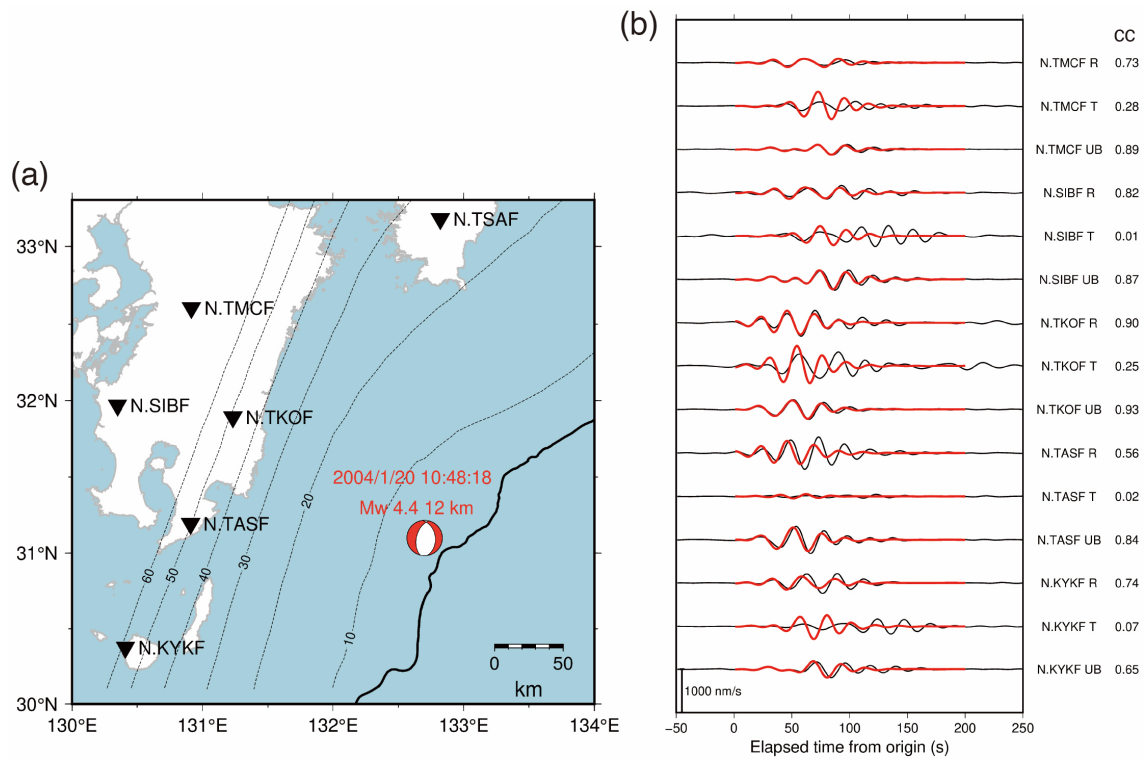 (a)
33°N
32°N
31°N
30°N
130°E
131°E
132°E
133°E
134°E
N.TSAF
N.TMCF
N.SIBF
N.TKOF
N.TASF
N.KYKF
2004/1/20 10:48:18
Mw 4.4 12 km
60
50
40
30
20
10
0 50
km
(b)
CC
N.TMCF R 0.73
N.TMCF T 0.28
N.TMCF UB 0.89
N.SIBF R 0.82
N.SIBF T 0.01
N.SIBF UB 0.87
N.TKOF R 0.90
N.TKOF T 0.25
N.TKOF UB 0.93
N.TASF R 0.56
N.TASF T 0.02
N.TASF UB 0.84
N.KYKF R 0.74
N.KYKF T 0.07
N.KYKF UB 0.65
1000 nm/s
−50 0 50 100 150 200 250
Elapsed time from origin (s)